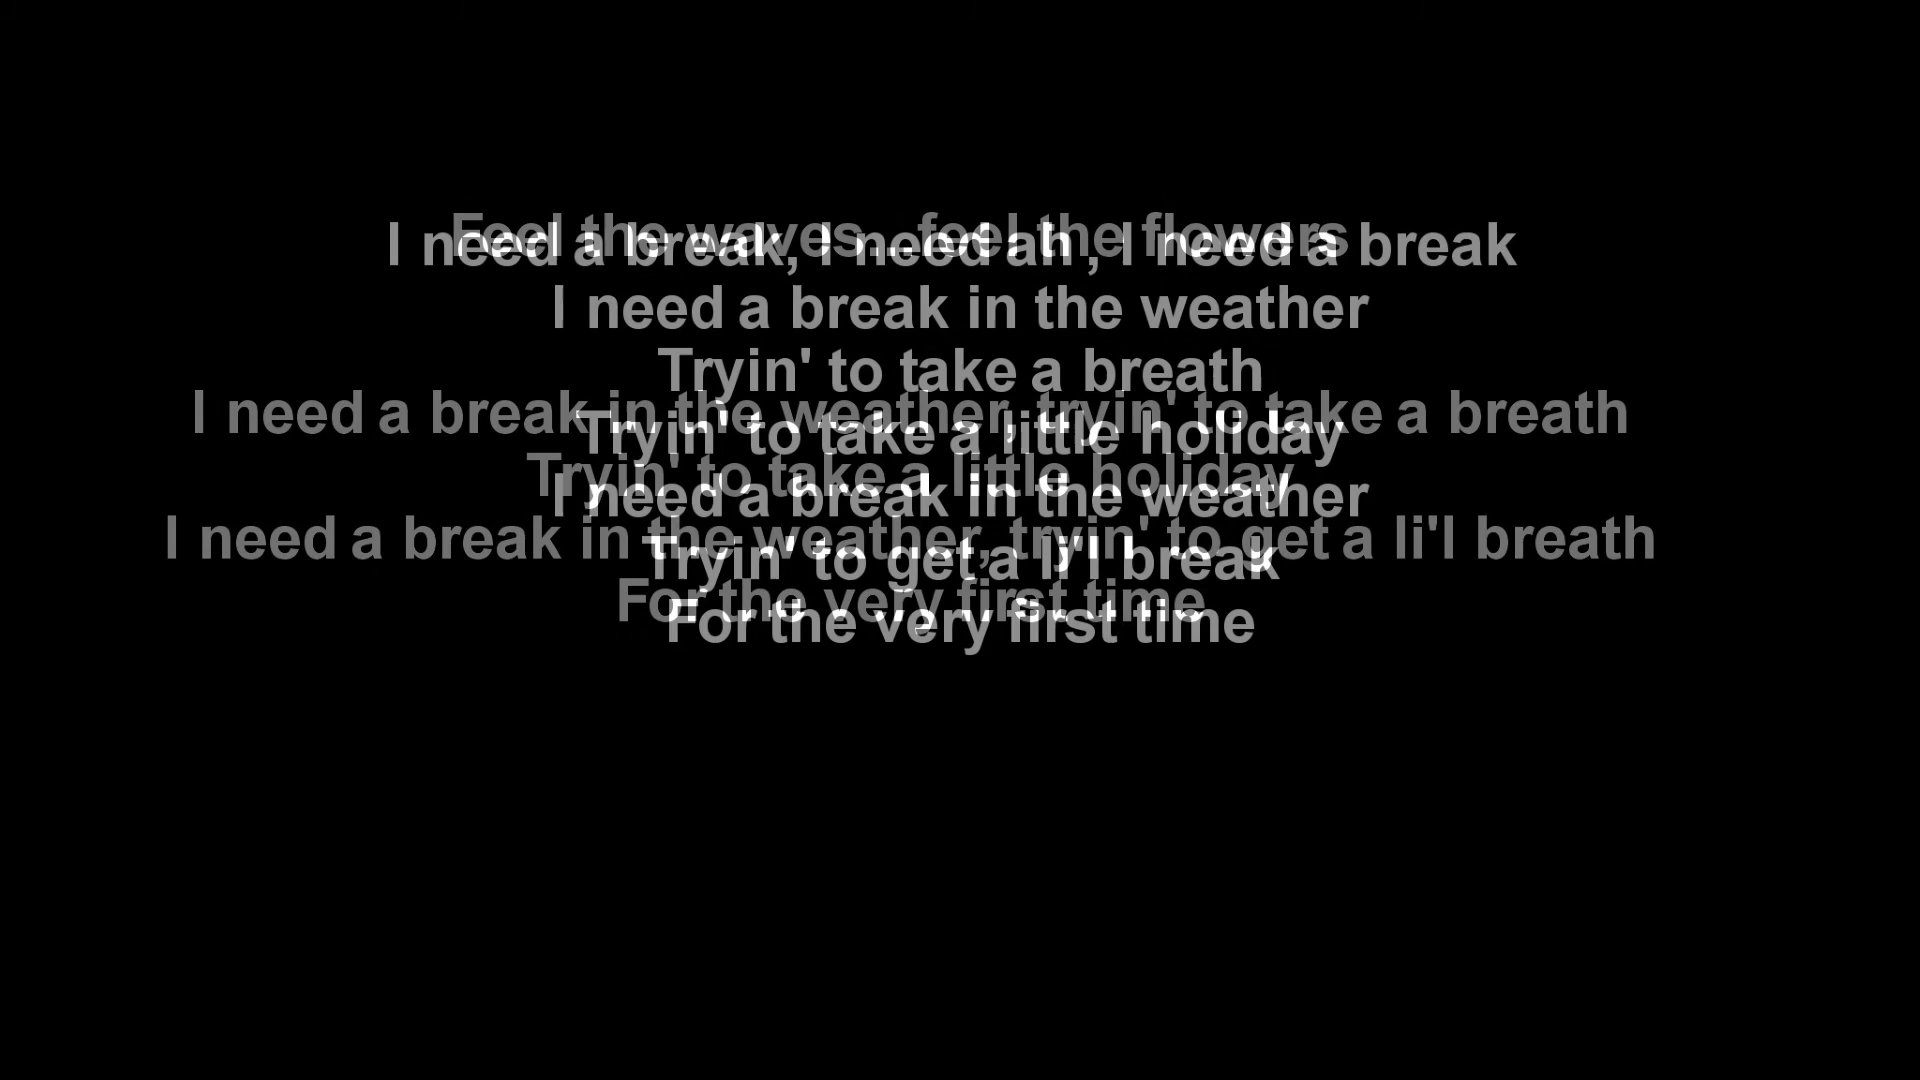 Feel the waves...feel the flowers
I need a break, I need ah , I need a break
I need a break in the weather
Tryin' to take a breath
I need a break in the weather, tryin' to take a breath
Tryin' to take a little holiday
Tryin' to take a little holiday
I need a break in the weather
I need a break in the weather, tryin' to get a li'l breath
Tryin' to get a li'l break
For the very first time
For the very first time